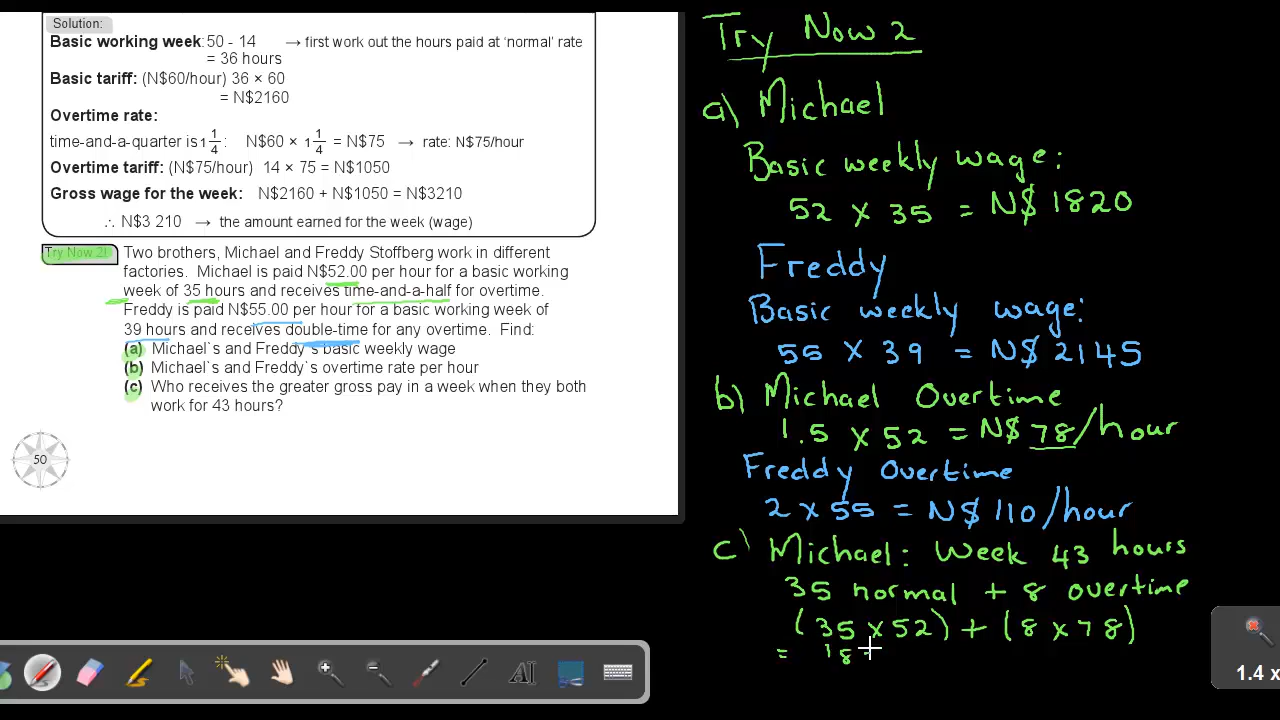 Solution:
Basic working week: 50 - 14 → first work out the hours paid at ‘normal’ rate
= 36 hours
Basic tariff: (N$60/hour) 36 × 60
= N$2160
Overtime rate:
time-and-a-quarter is 1 1/4 : N$60 × 1 1/4 = N$75 → rate: N$75/hour
Overtime tariff: (N$75/hour) 14 × 75 = N$1050
Gross wage for the week: N$2160 + N$1050 = N$3210
∴ N$3 210 → the amount earned for the week (wage)
Try Now 2!
Two brothers, Michael and Freddy Stoffberg work in different
factories. Michael is paid N$52.00 per hour for a basic working
week of 35 hours and receives time-and-a-half for overtime.
Freddy is paid N$55.00 per hour for a basic working week of
39 hours and receives double-time for any overtime. Find:
(a) Michael`s and Freddy`s basic weekly wage
(b) Michael`s and Freddy`s overtime rate per hour
(c) Who receives the greater gross pay in a week when they both
work for 43 hours?
50
Try Now 2
a) Michael
Basic weekly wage:
52 x 35 = N$ 1820
Freddy
Basic weekly wage:
55 x 39 = N$ 2145
b) Michael Overtime
1.5 x 52 = N$ 78/hour
Freddy Overtime
2 x 55 = N$ 110/hour
c) Michael: Week 43 hours
35 normal + 8 overtime
(35 x 52) + (8 x 78)
= 18
1.4 x